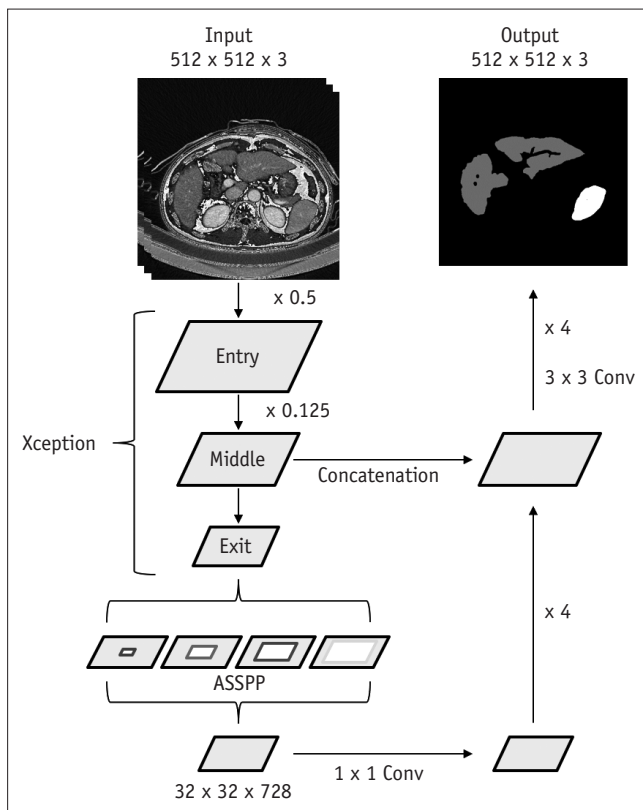 Input
512 x 512 x 3
Output
512 x 512 x 3
x 0.5
Entry
x 0.125
Xception
Middle
Concatenation
Exit
ASSPP
32 x 32 x 728
1 x 1 Conv
x 4
3 x 3 Conv
x 4